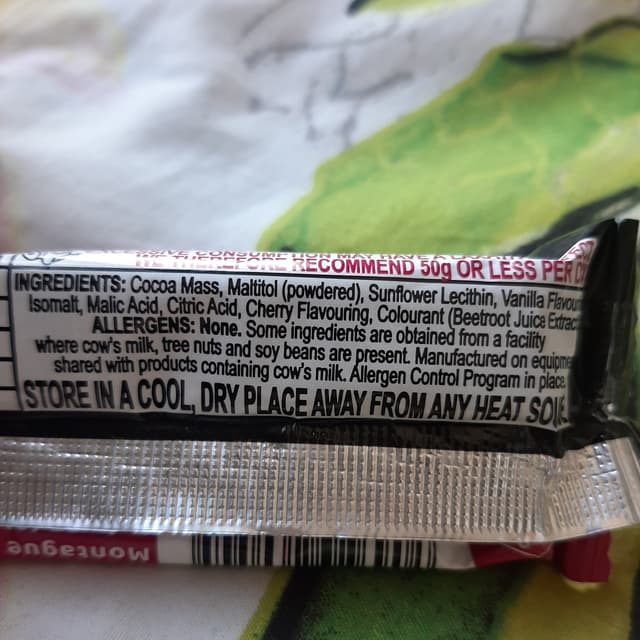 CONSUMPTION MAY HAVE A
RECOMMEND 50g OR LESS PER
INGREDIENTS: Cocoa Mass, Maltitol (powdered), Sunflower Lecithin, Vanilla
Isomalt, Malic Acid, Citric Acid, Cherry Flavouring, Colourant (Beetroot Juice
ALLERGENS: None. Some ingredients are obtained from a facility
where cow's milk, tree nuts and soy beans are present. Manufactured on
shared with products containing cow's milk. Allergen Control Program in place.
STORE IN A COOL, DRY PLACE AWAY FROM ANY HEAT
Montague